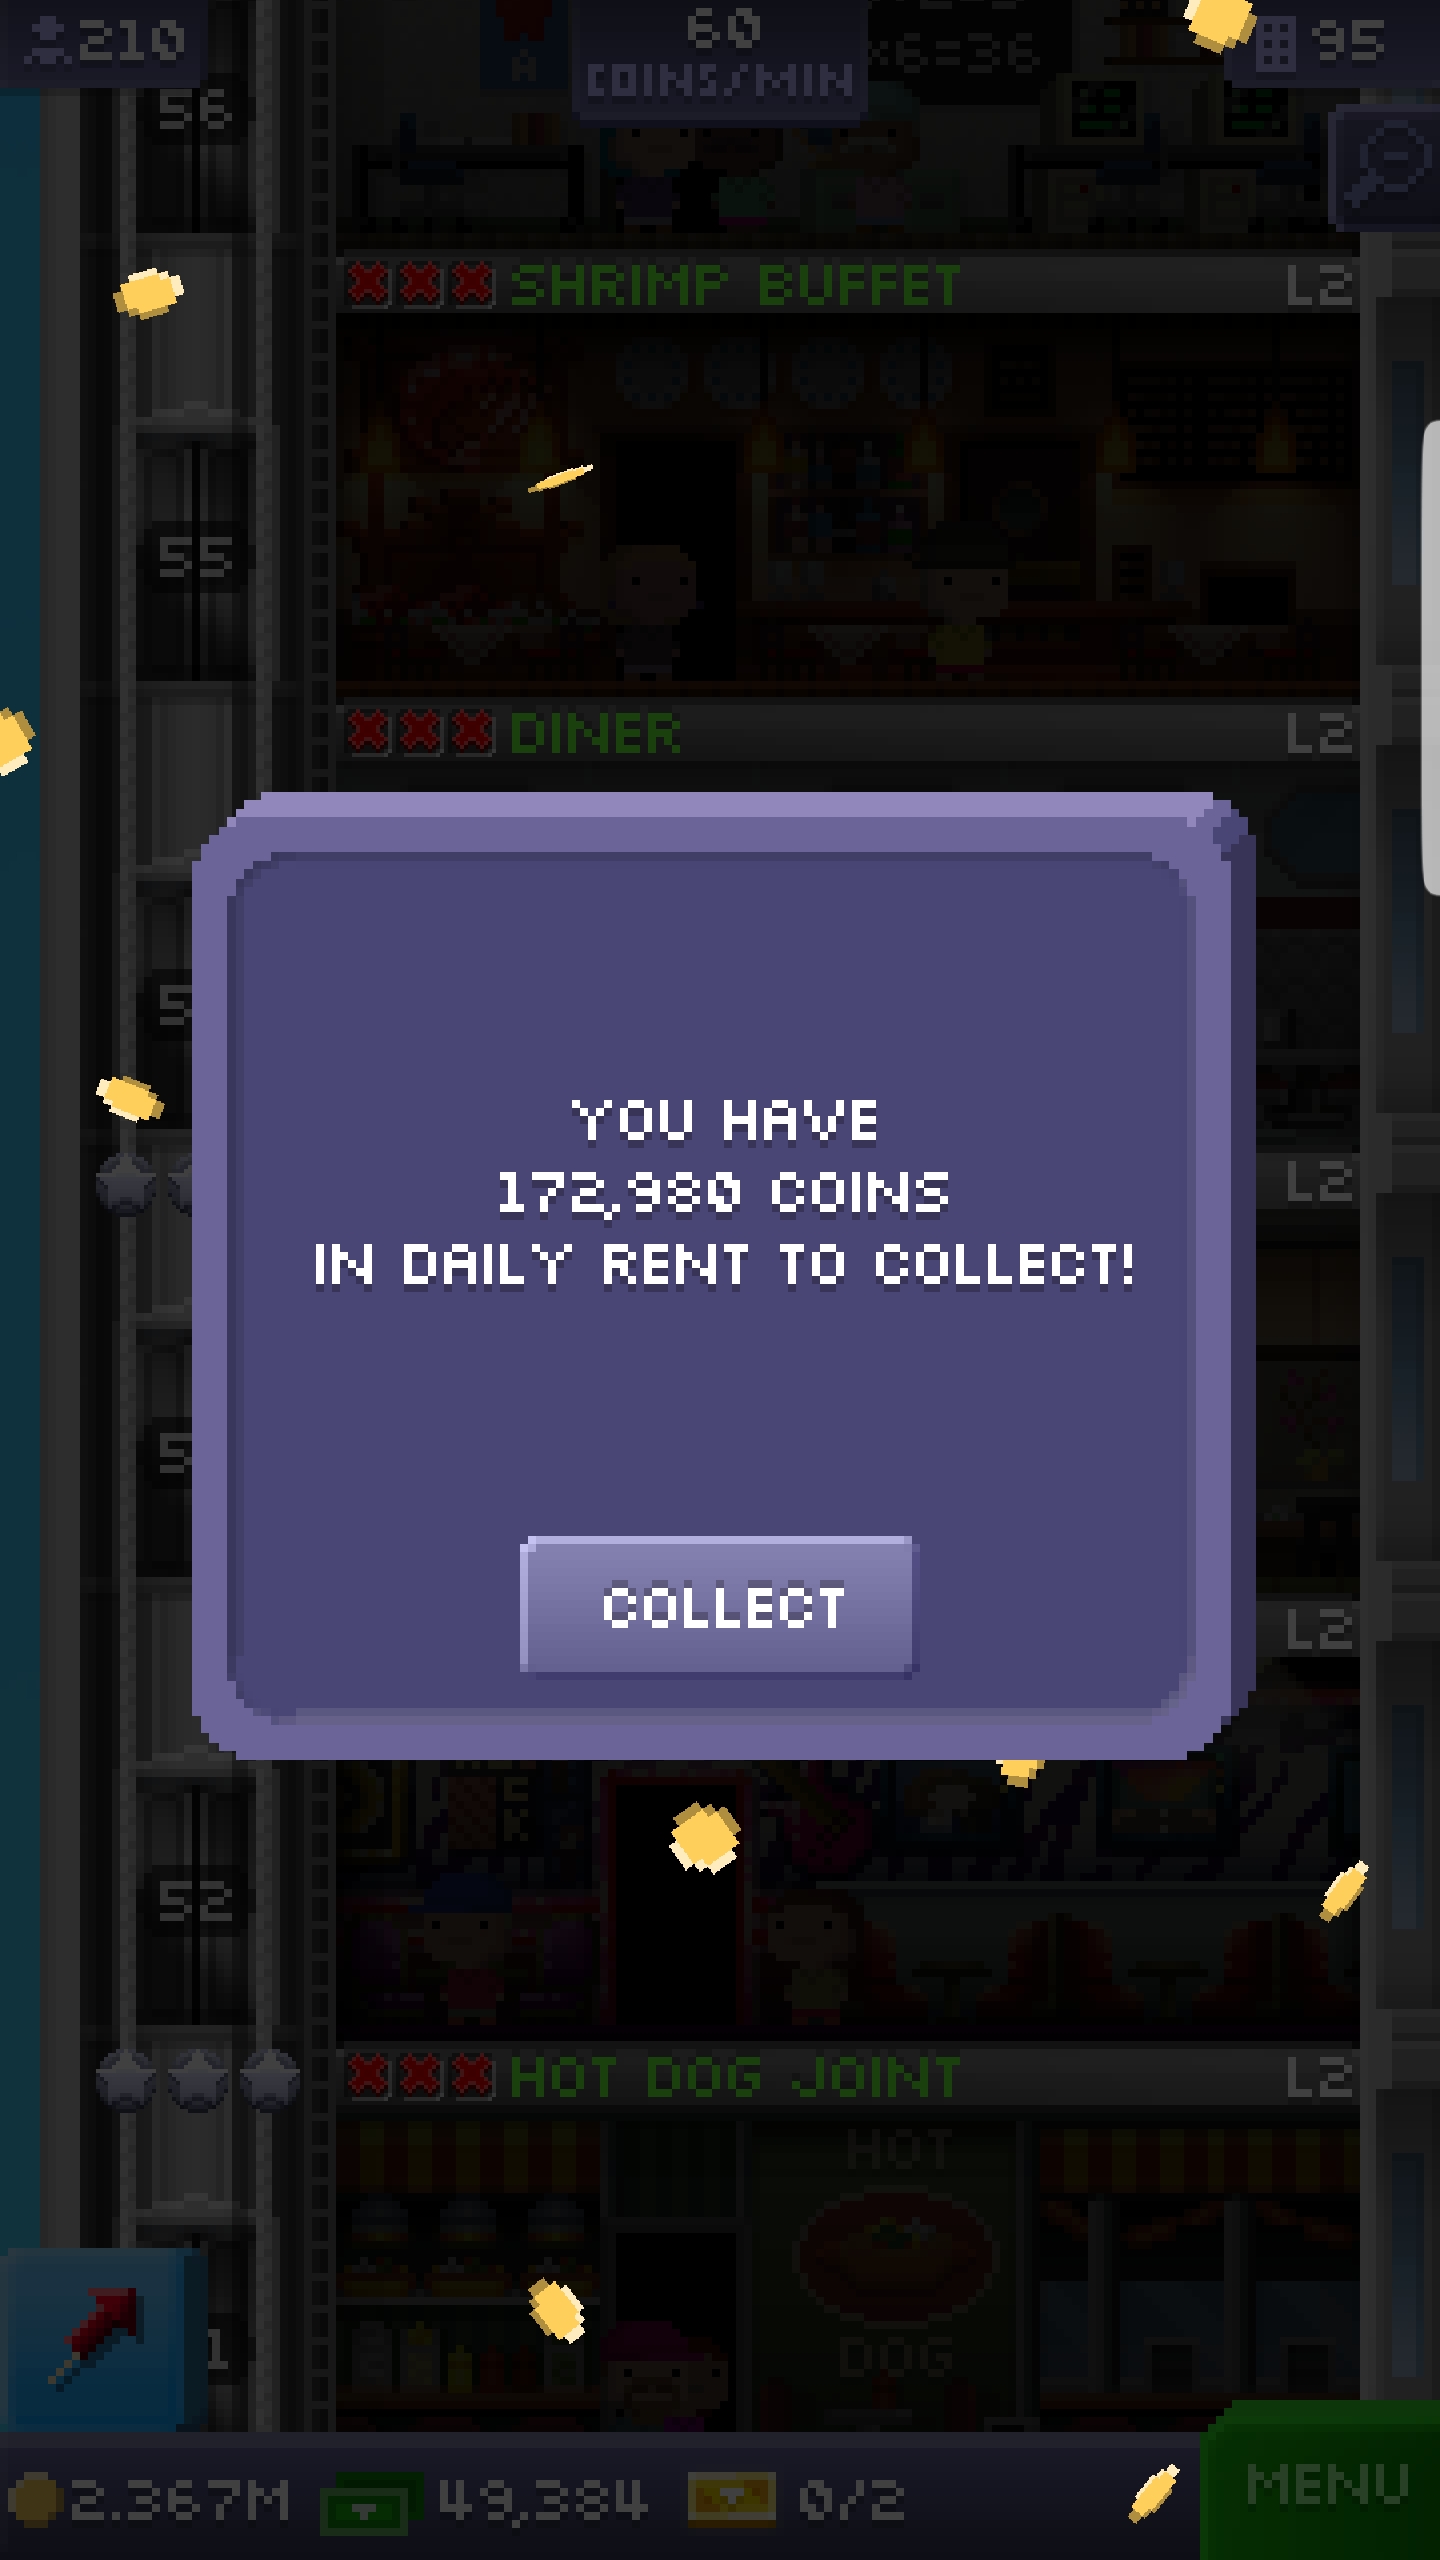 210
60
COINS/MIN
95
x6=36
A
56
SHRIMP BUFFET
L2
55
DINER
L2
YOU HAVE
172,980 COINS
IN DAILY RENT TO COLLECT!
L2
COLLECT
L2
52
HOT DOG JOINT
L2
HOT
DOG
2.367M
49,384
0/2
MENU